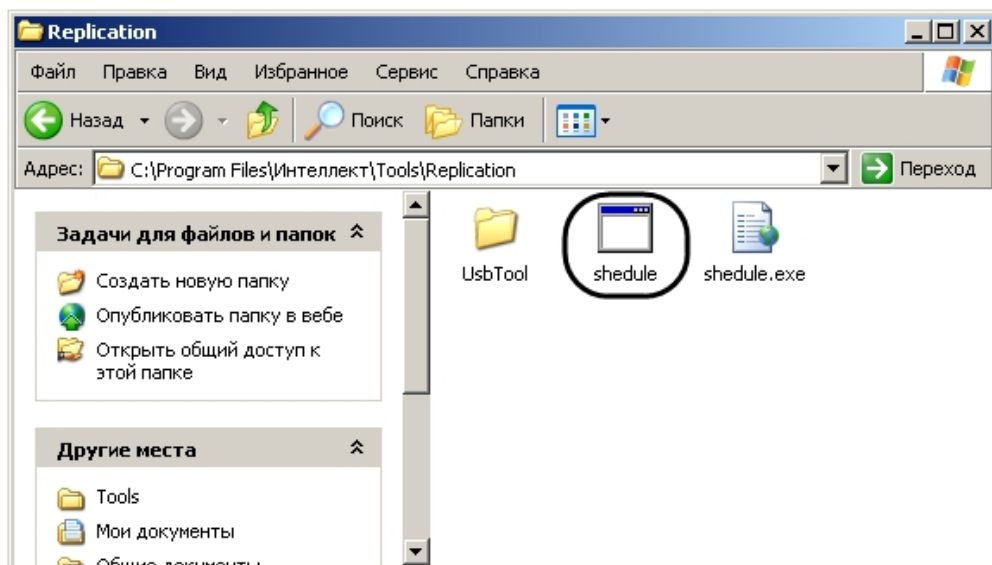 Replication
Файл Правка Вид Избранное Сервис Справка
Назад Поиск Папки
Адрес: C:\Program Files\Интеллект\Tools\Replication Переход
Задачи для файлов и папок
Создать новую папку
Опубликовать папку в вебе
Открыть общий доступ к
этой папке
Другие места
Tools
Мои документы
Общие документы
UsbTool shedule shedule.exe